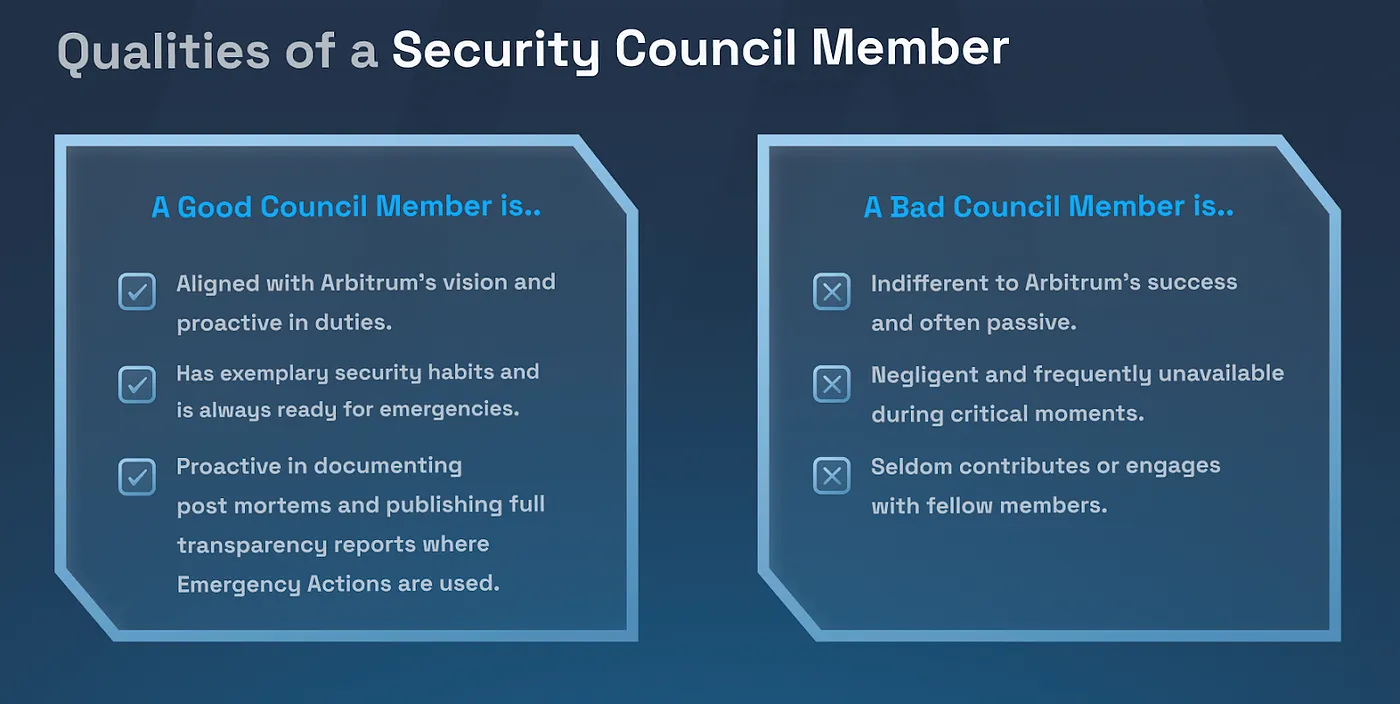 Qualities of a Security Council Member
A Good Council Member is..
Aligned with Arbitrum’s vision and
proactive in duties.
Has exemplary security habits and
is always ready for emergencies.
Proactive in documenting
post mortems and publishing full
transparency reports where
Emergency Actions are used.
A Bad Council Member is..
Indifferent to Arbitrum’s success
and often passive.
Negligent and frequently unavailable
during critical moments.
Seldom contributes or engages
with fellow members.